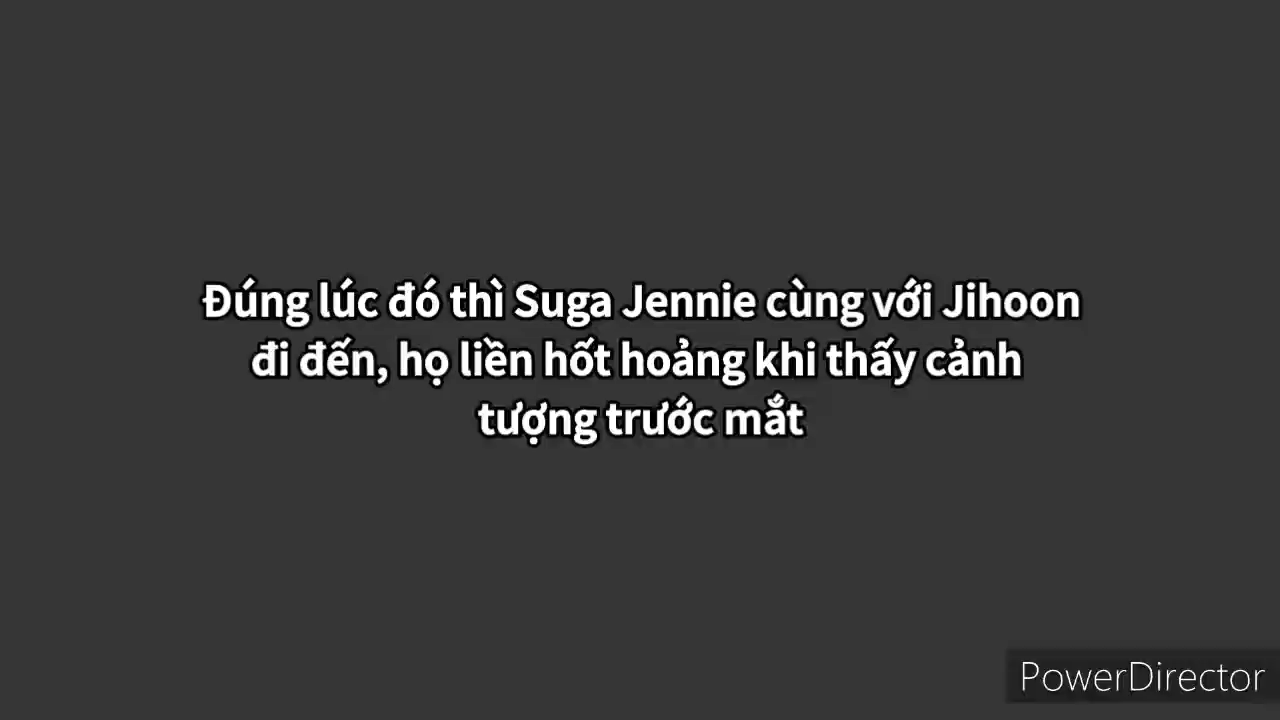 Đúng lúc đó thì Suga Jennie cùng với Jihoon
đi đến, họ liền hốt hoảng khi thấy cảnh
tượng trước mắt
PowerDirector